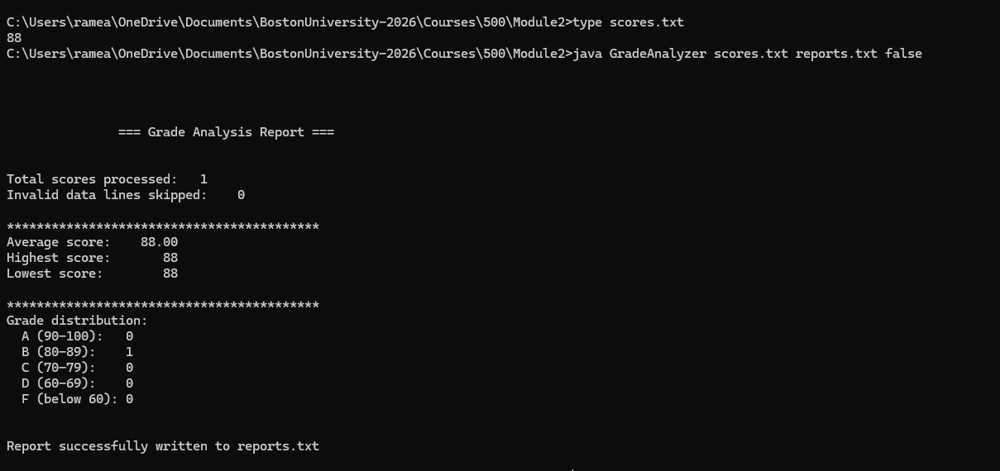 C:\Users\ramea\OneDrive\Documents\BostonUniversity-2026\Courses\500\Module2>type scores.txt
88
C:\Users\ramea\OneDrive\Documents\BostonUniversity-2026\Courses\500\Module2>java GradeAnalyzer scores.txt reports.txt false
=== Grade Analysis Report ===
Total scores processed:   1
Invalid data lines skipped:    0
******************************************
Average score:    88.00
Highest score:       88
Lowest score:        88
******************************************
Grade distribution:
  A (90-100):   0
  B (80-89):    1
  C (70-79):    0
  D (60-69):    0
  F (below 60): 0
Report successfully written to reports.txt